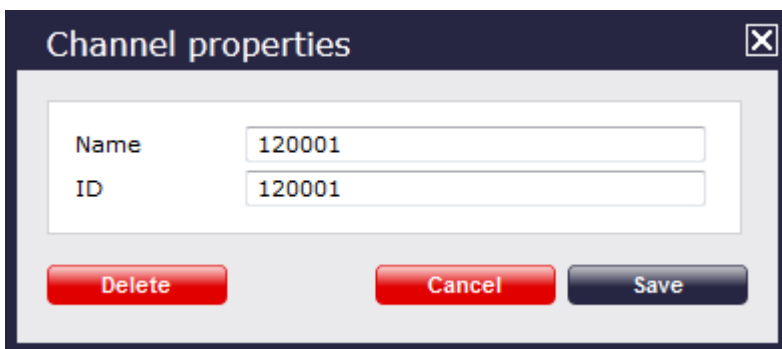 Channel properties
Name 120001
ID 120001
Delete Cancel Save